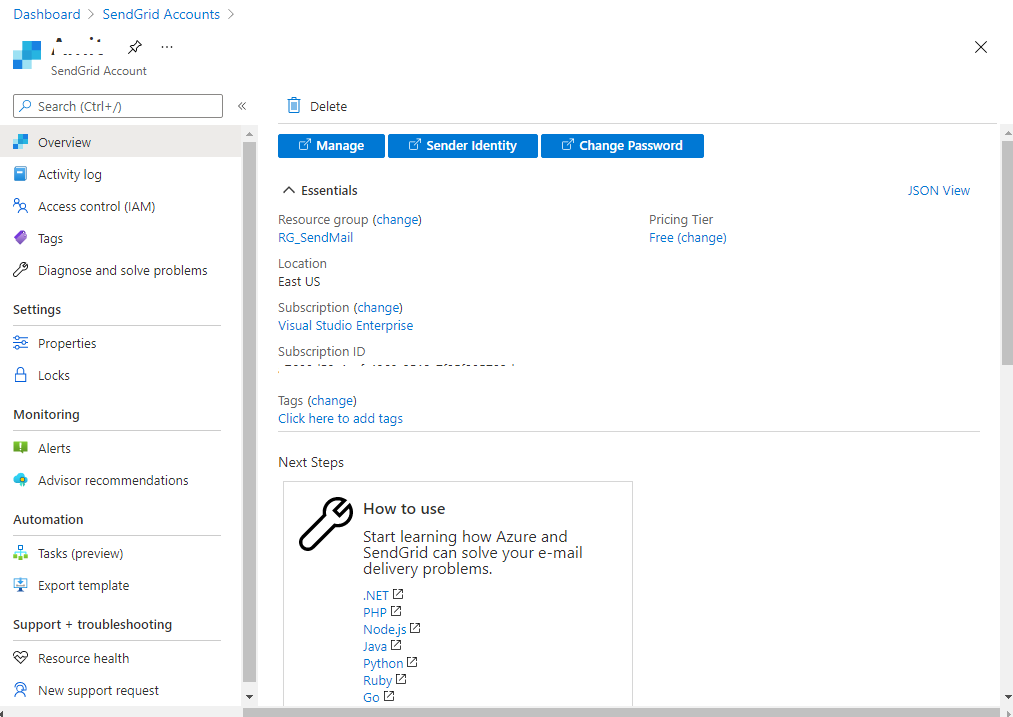 Dashboard > SendGrid Accounts >
...
SendGrid Account
Search (Ctrl+/)
«
Overview
Activity log
Access control (IAM)
Tags
Diagnose and solve problems
Settings
Properties
Locks
Monitoring
Alerts
Advisor recommendations
Automation
Tasks (preview)
Export template
Support + troubleshooting
Resource health
New support request
Delete
Manage
Sender Identity
Change Password
Essentials
JSON View
Resource group (change)
RG_SendMail
Location
East US
Subscription (change)
Visual Studio Enterprise
Subscription ID
Pricing Tier
Free (change)
Tags (change)
Click here to add tags
Next Steps
How to use
Start learning how Azure and
SendGrid can solve your e-mail
delivery problems.
.NET
PHP
Node.js
Java
Python
Ruby
Go